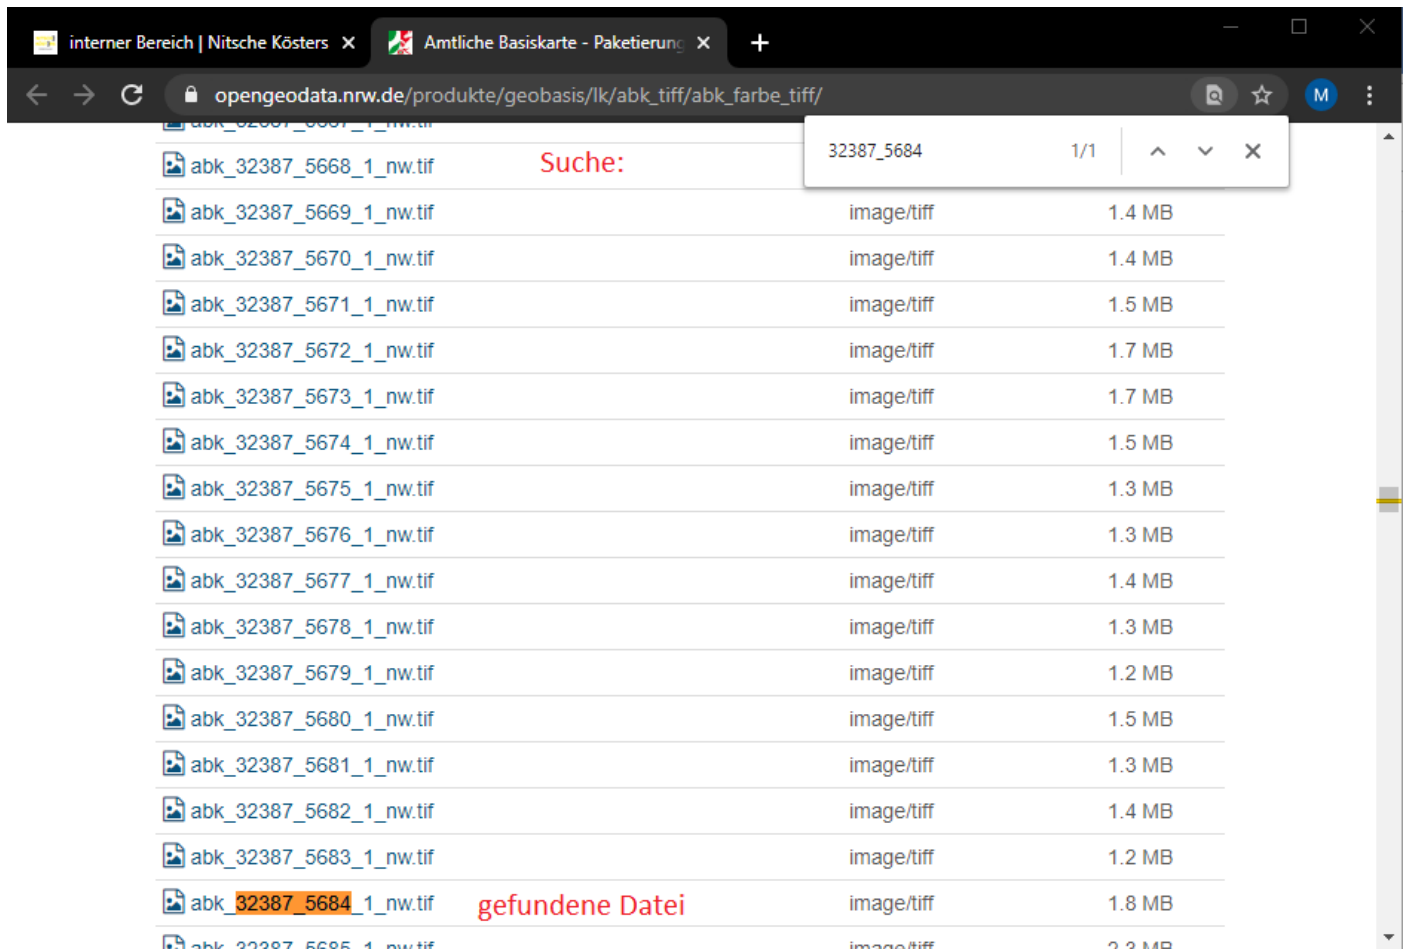 interner Bereich | Nitsche Kösters
Amtliche Basiskarte - Paketierung
opengeodata.nrw.de/produkte/geobasis/lk/abk_tiff/abk_farbe_tiff/
M
32387_5684 1/1
abk_32387_5668_1_nw.tif Suche:
abk_32387_5669_1_nw.tif image/tiff 1.4 MB
abk_32387_5670_1_nw.tif image/tiff 1.4 MB
abk_32387_5671_1_nw.tif image/tiff 1.5 MB
abk_32387_5672_1_nw.tif image/tiff 1.7 MB
abk_32387_5673_1_nw.tif image/tiff 1.7 MB
abk_32387_5674_1_nw.tif image/tiff 1.5 MB
abk_32387_5675_1_nw.tif image/tiff 1.3 MB
abk_32387_5676_1_nw.tif image/tiff 1.3 MB
abk_32387_5677_1_nw.tif image/tiff 1.4 MB
abk_32387_5678_1_nw.tif image/tiff 1.3 MB
abk_32387_5679_1_nw.tif image/tiff 1.2 MB
abk_32387_5680_1_nw.tif image/tiff 1.5 MB
abk_32387_5681_1_nw.tif image/tiff 1.3 MB
abk_32387_5682_1_nw.tif image/tiff 1.4 MB
abk_32387_5683_1_nw.tif image/tiff 1.2 MB
abk_32387_5684_1_nw.tif gefundene Datei image/tiff 1.8 MB
abk_32387_5685_1_nw.tif image/tiff 2.3 MB